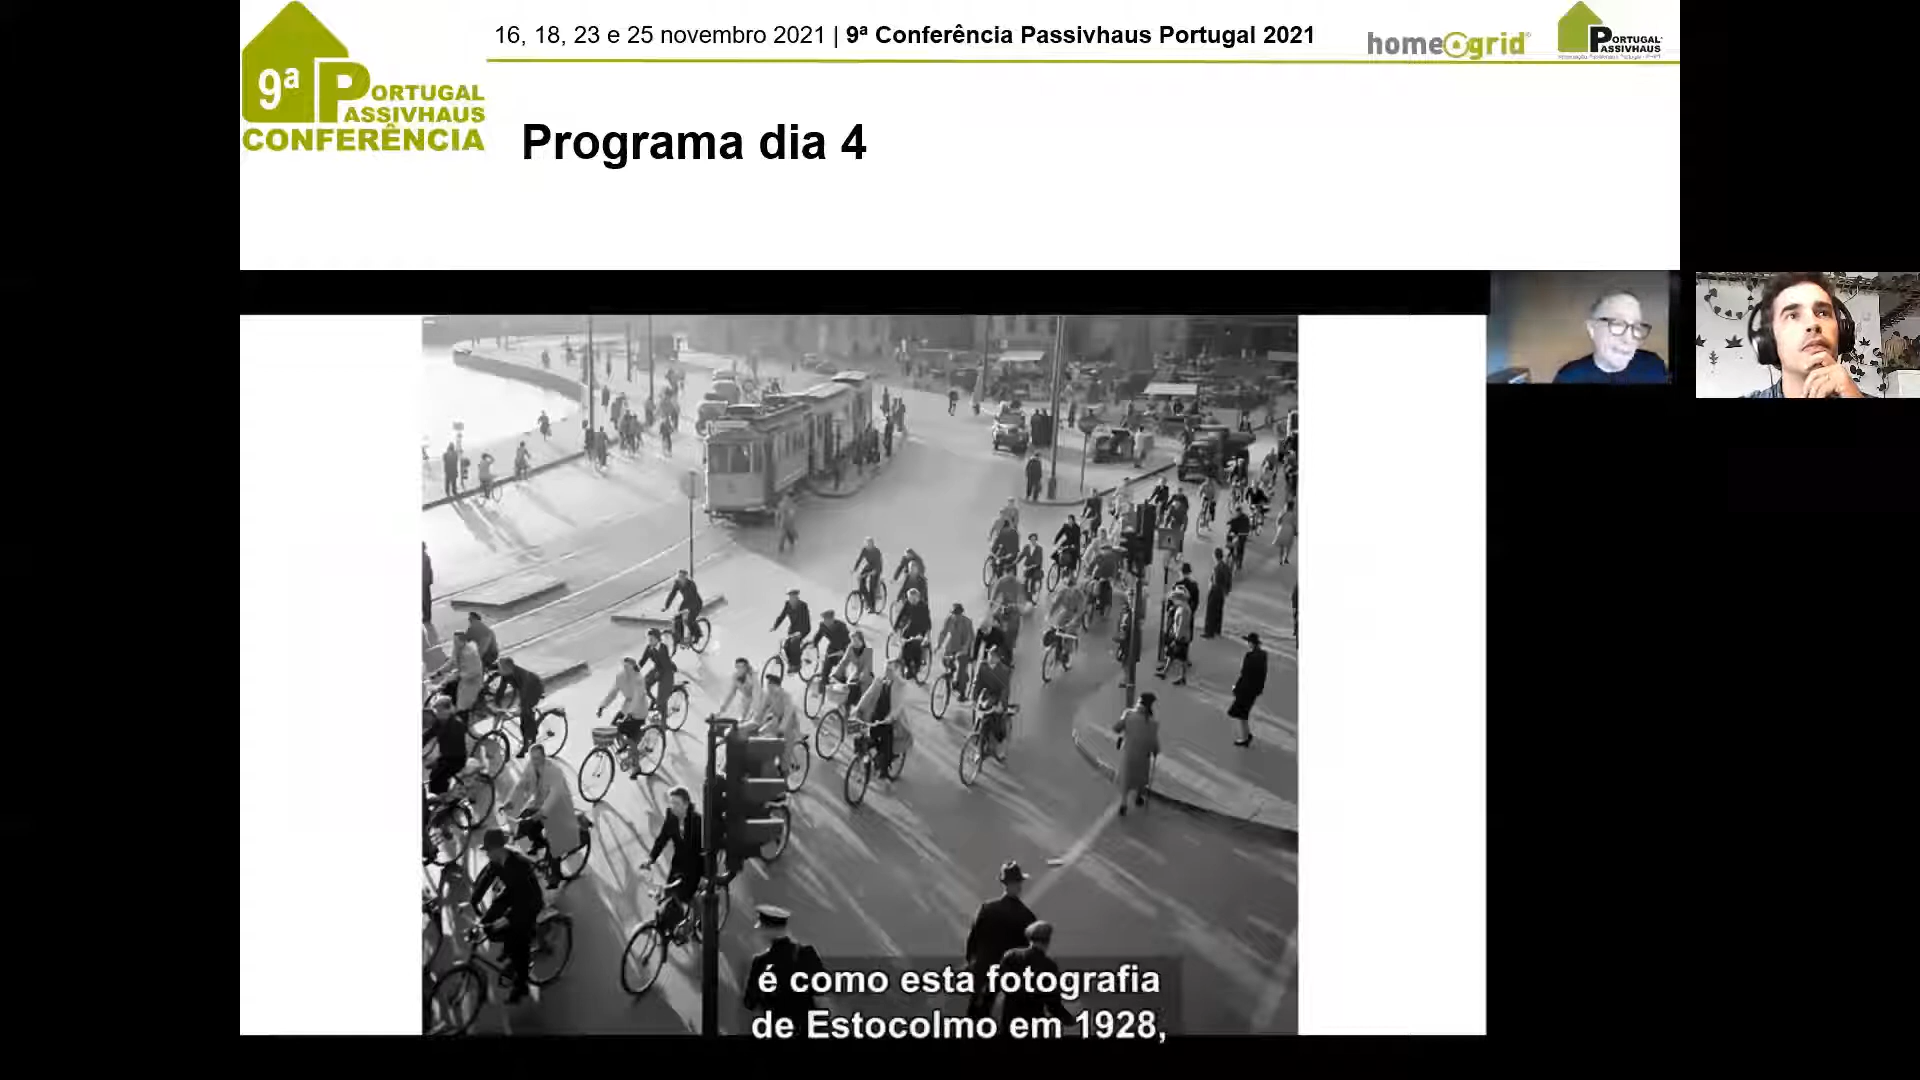 16, 18, 23 e 25 novembro 2021 | 9ª Conferência Passivhaus Portugal 2021
homegrid
PORTUGAL
PASSIVHAUS
9ª PORTUGAL
PASSIVHAUS
CONFERÊNCIA
Programa dia 4
é como esta fotografia
de Estocolmo em 1928,